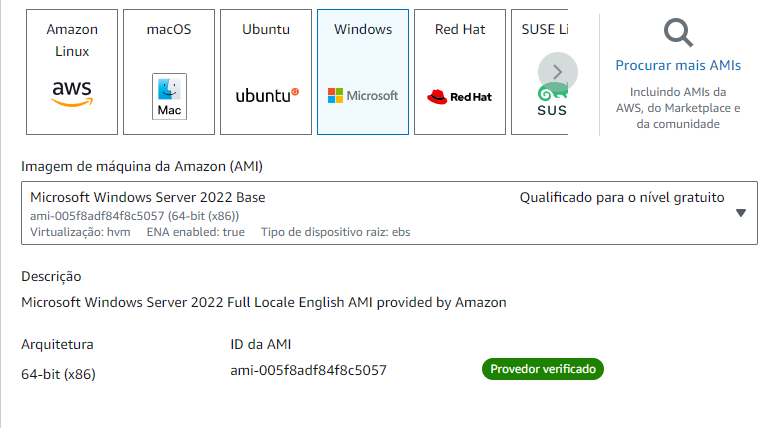 Amazon Linux
macOS
Ubuntu
Windows
Red Hat
SUSE Li
aws
Mac
ubuntu
Microsoft
Red Hat
SUS
Procurar mais AMIs
Incluindo AMIs da
AWS, do Marketplace e
da comunidade
Imagem de máquina da Amazon (AMI)
Microsoft Windows Server 2022 Base
Qualificado para o nível gratuito
ami-005f8adf84f8c5057 (64-bit (x86))
Virtualização: hvm ENA enabled: true Tipo de dispositivo raiz: ebs
Descrição
Microsoft Windows Server 2022 Full Locale English AMI provided by Amazon
Arquitetura
ID da AMI
64-bit (x86)
ami-005f8adf84f8c5057
Provedor verificado